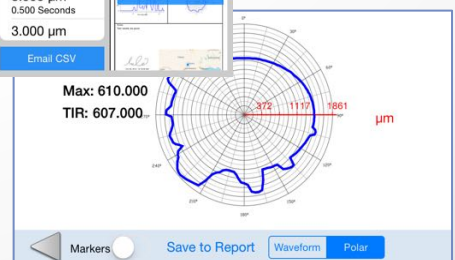 0.500 Seconds
3.000 µm
Email CSV
Max: 610.000
TIR: 607.000
372 1117 1861
µm
Markers
Save to Report
Waveform
Polar